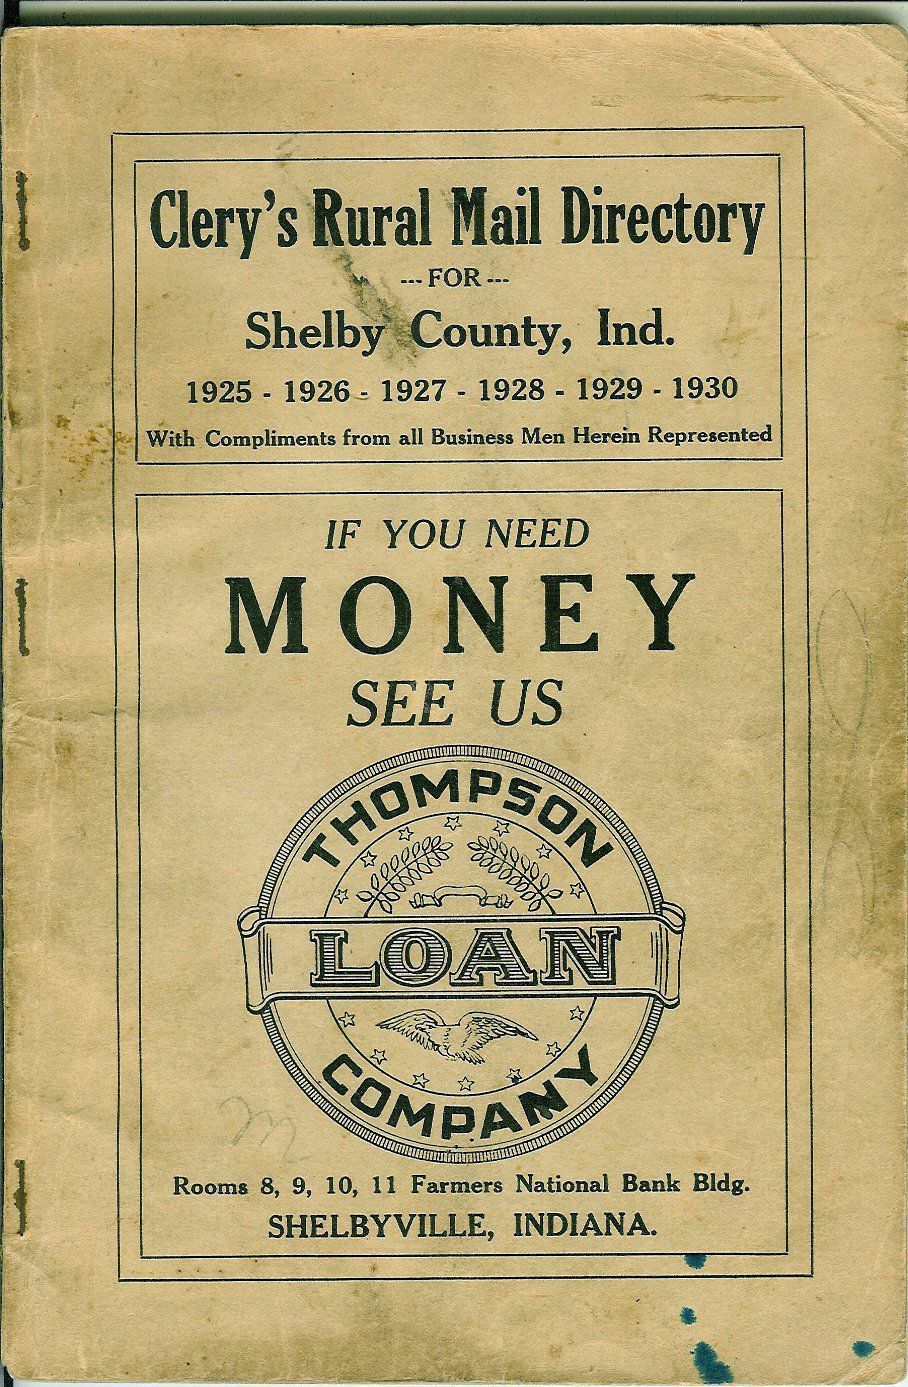 Clery's Rural Mail Directory
--- FOR ---
Shelby County, Ind.
1925 - 1926 - 1927 - 1928 - 1929 - 1930
With Compliments from all Business Men Herein Represented
IF YOU NEED
MONEY
SEE US
THOMPSON
LOAN
COMPANY
Rooms 8, 9, 10, 11 Farmers National Bank Bldg.
SHELBYVILLE, INDIANA.